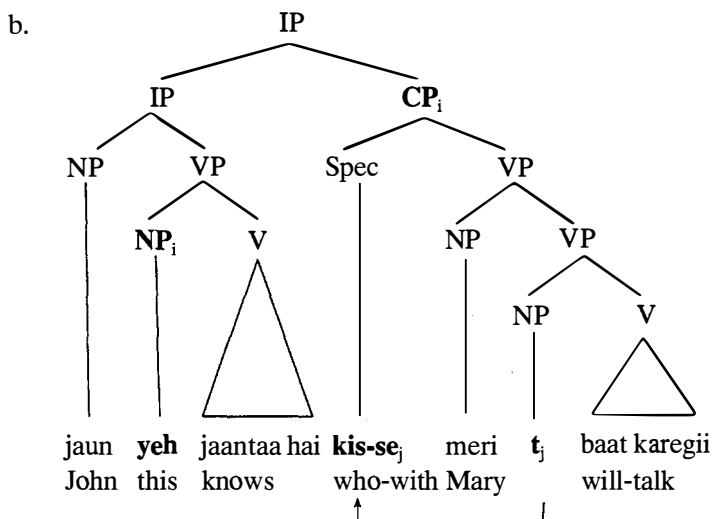 b.
IP
IP CPᵢ
NP VP Spec VP
NPᵢ V NP VP
NP V
jaun yeh jaantaa hai kis-seⱼ meri tⱼ baat karegii
John this knows who-with Mary will-talk